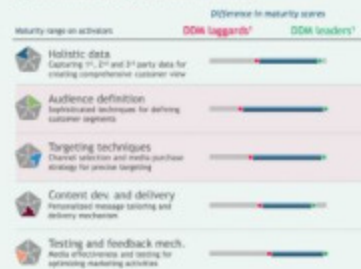 Difference in maturity scores
Maturity range on activators
DDM laggards¹
DDM leaders¹
Holistic data
Capturing 1st, 2nd and 3rd party data for
creating comprehensive customer view
Audience definition
Sophisticated techniques for defining
customer segments
Targeting techniques
Channel selection and media purchase
strategy for precise targeting
Content dev. and delivery
Personalized message tailoring and
delivery mechanism
Testing and feedback mech.
Media effectiveness and testing for
optimizing marketing activities